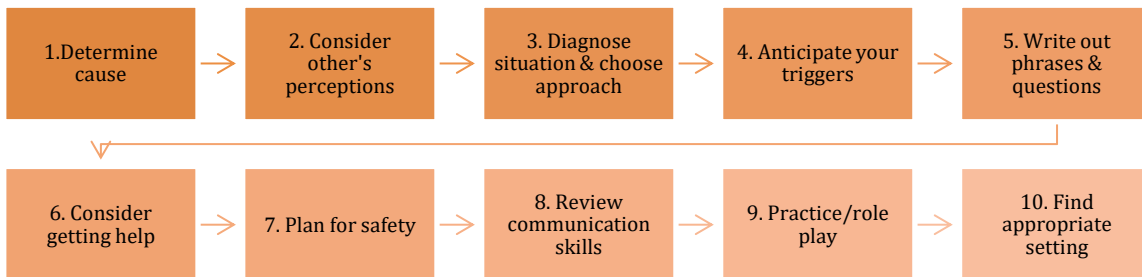 1.Determine
cause
2. Consider
other's
perceptions
3. Diagnose
situation & choose
approach
4. Anticipate your
triggers
5. Write out
phrases &
questions
6. Consider
getting help
7. Plan for safety
8. Review
communication
skills
9. Practice/role
play
10. Find
appropriate
setting